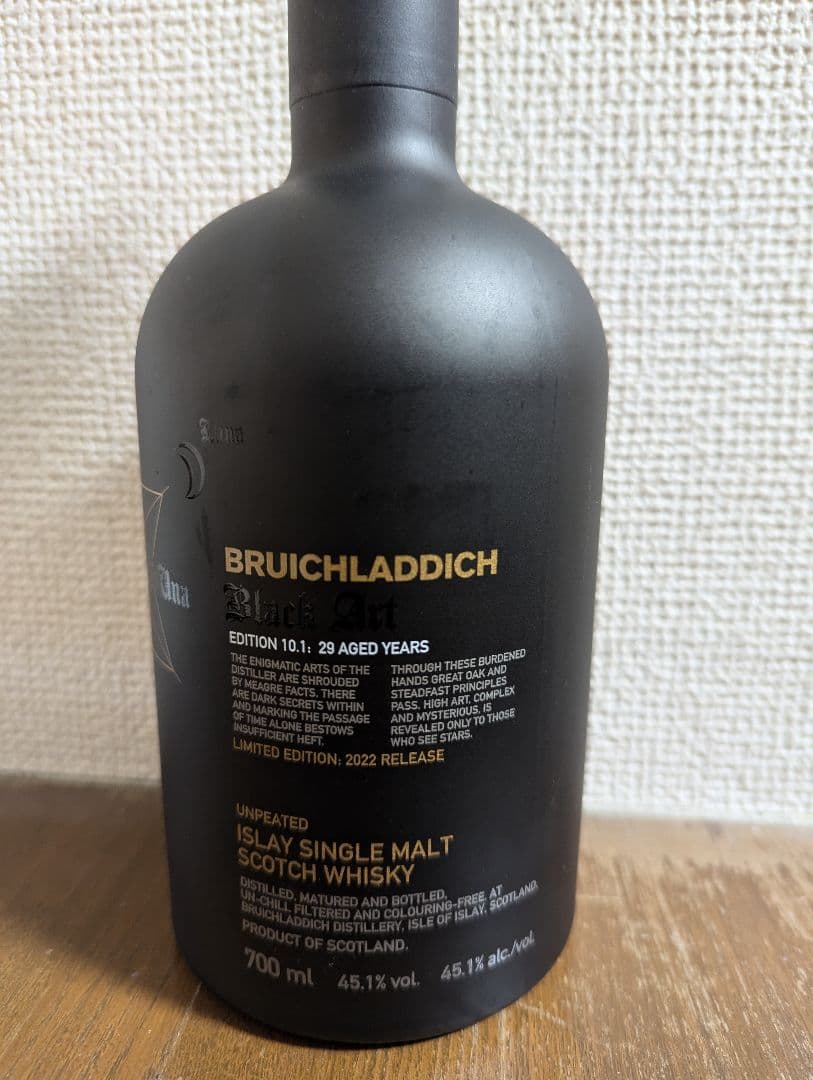 Luna
Una
BRUICHLADDICH
Black Art
EDITION 10.1: 29 AGED YEARS
THE ENIGMATIC ARTS OF THE
DISTILLER ARE SHROUDED
BY MEAGRE FACTS. THERE
ARE DARK SECRETS WITHIN
AND MARKING THE PASSAGE
OF TIME ALONE BESTOWS
INSUFFICIENT HEFT.
THROUGH THESE BURDENED
HANDS GREAT OAK AND
STEADFAST PRINCIPLES
PASS. HIGH ART, COMPLEX
AND MYSTERIOUS, IS
REVEALED ONLY TO THOSE
WHO SEE STARS.
LIMITED EDITION: 2022 RELEASE
UNPEATED
ISLAY SINGLE MALT
SCOTCH WHISKY
DISTILLED, MATURED AND BOTTLED,
UN-CHILL FILTERED AND COLOURING-FREE, AT
BRUICHLADDICH DISTILLERY, ISLE OF ISLAY, SCOTLAND.
PRODUCT OF SCOTLAND.
700 ml 45.1% vol. 45.1% alc./vol.